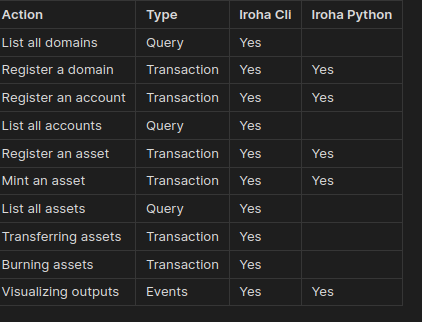 Action Type Iroha Cli Iroha Python
List all domains Query Yes
Register a domain Transaction Yes Yes
Register an account Transaction Yes Yes
List all accounts Query Yes
Register an asset Transaction Yes Yes
Mint an asset Transaction Yes Yes
List all assets Query Yes
Transferring assets Transaction Yes
Burning assets Transaction Yes
Visualizing outputs Events Yes Yes